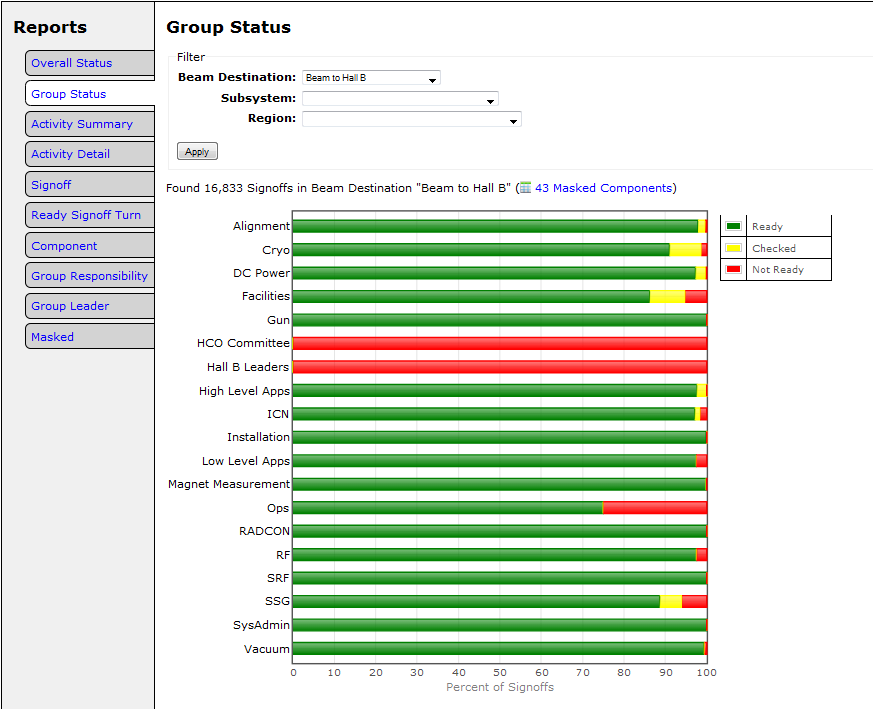 Reports
Overall Status
Group Status
Activity Summary
Activity Detail
Signoff
Ready Signoff Turn
Component
Group Responsibility
Group Leader
Masked
Group Status
Filter
Beam Destination: Beam to Hall B
Subsystem:
Region:
Apply
Found 16,833 Signoffs in Beam Destination "Beam to Hall B" ( 43 Masked Components)
Alignment
Cryo
DC Power
Facilities
Gun
HCO Committee
Hall B Leaders
High Level Apps
ICN
Installation
Low Level Apps
Magnet Measurement
Ops
RADCON
RF
SRF
SSG
SysAdmin
Vacuum
0 10 20 30 40 50 60 70 80 90 100
Percent of Signoffs
Ready
Checked
Not Ready